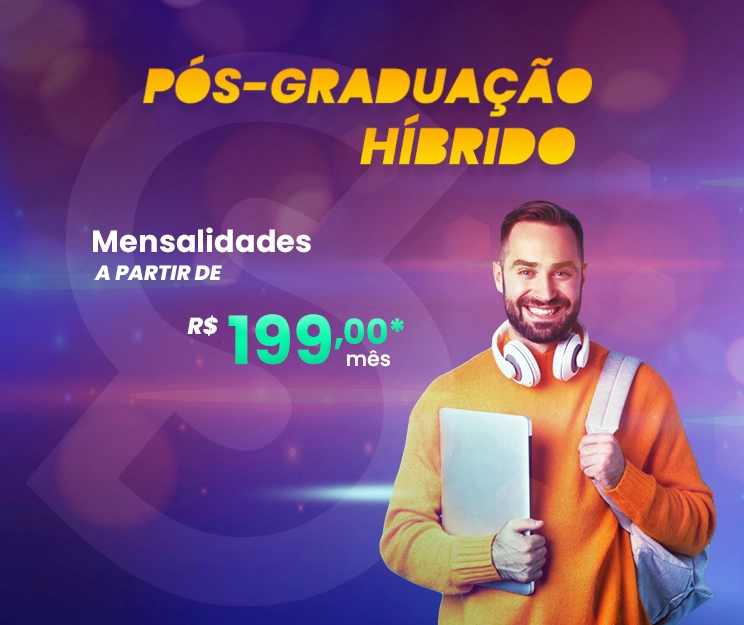 PÓS-GRADUAÇÃO
HÍBRIDO
Mensalidades
A PARTIR DE
R$ 199,00*
mês